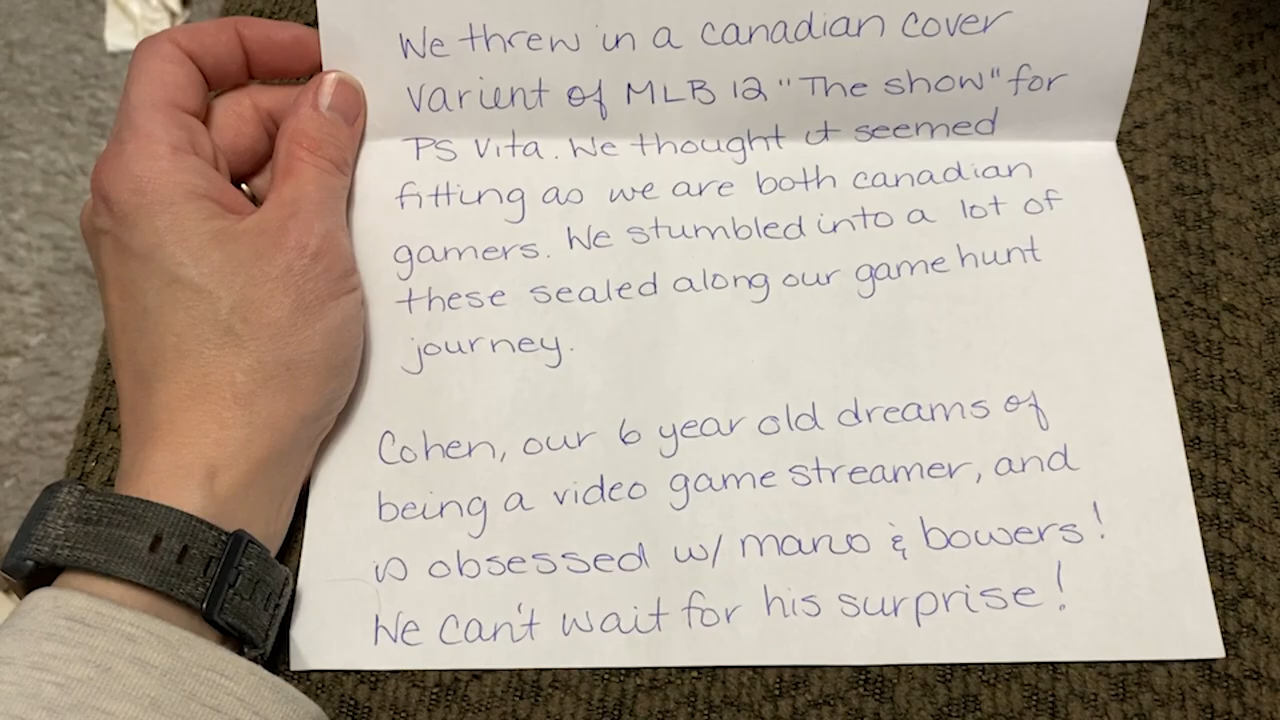 We threw in a canadian cover
varient of MLB 12 "The show" for
PS Vita. We thought it seemed
fitting as we are both canadian
gamers. We stumbled into a lot of
these sealed along our game hunt
journey.
Cohen, our 6 year old dreams of
being a video game streamer, and
is obsessed w/ mario & bowers!
We can't wait for his surprise!